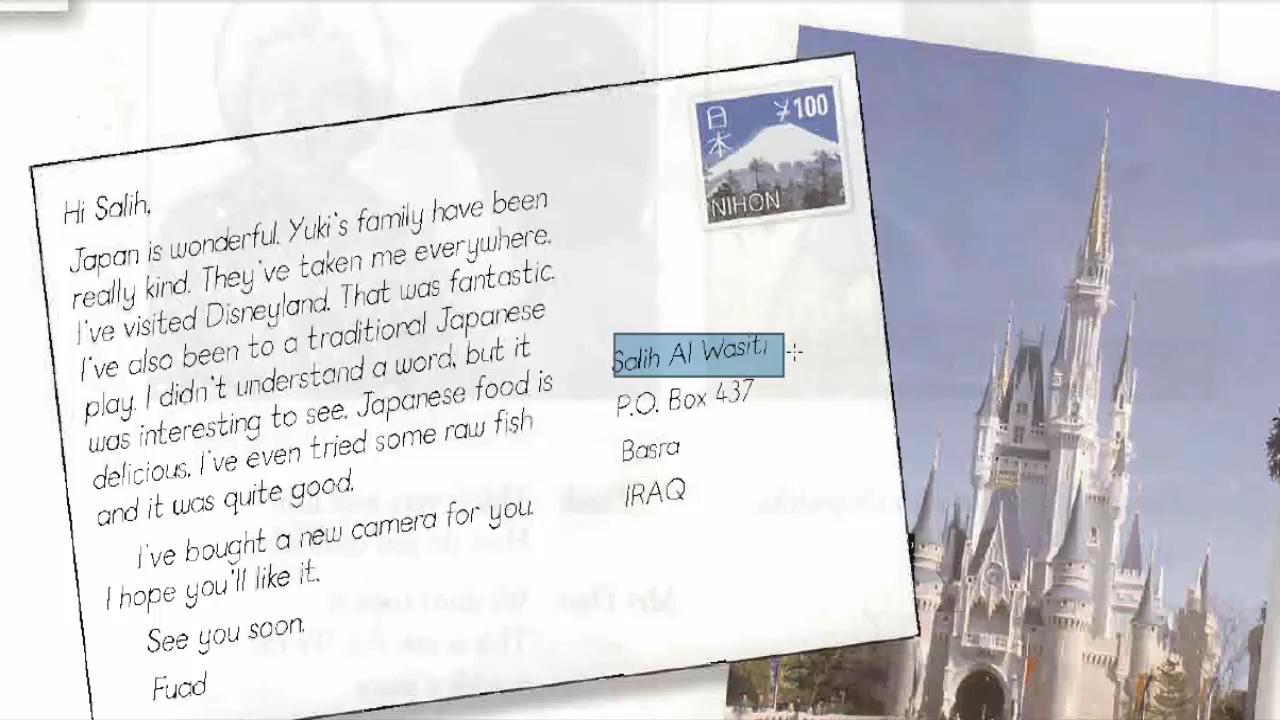 Hi Salih,
Japan is wonderful. Yuki's family have been
really kind. They've taken me everywhere.
I've visited Disneyland. That was fantastic.
I've also been to a traditional Japanese
play. I didn't understand a word, but it
was interesting to see. Japanese food is
delicious. I've even tried some raw fish
and it was quite good.
I've bought a new camera for you.
I hope you'll like it.
See you soon.
Fuad
日本
¥100
NIHON
Salih Al Wasiti
P.O. Box 437
Basra
IRAQ